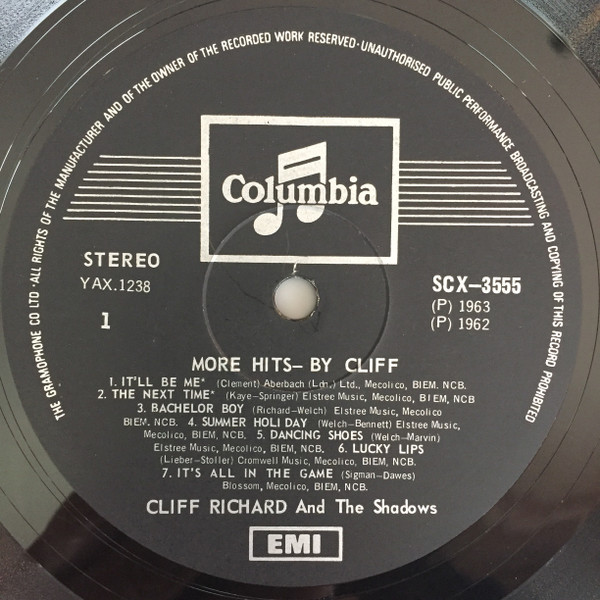 THE GRAMOPHONE CO LTD · ALL RIGHTS OF THE MANUFACTURER AND OF THE OWNER OF THE RECORDED WORK RESERVED · UNAUTHORISED PUBLIC PERFORMANCE BROADCASTING AND COPYING OF THIS RECORD PROHIBITED
Columbia
STEREO
YAX.1238
1
SCX-3555
(P) 1963
(P) 1962
MORE HITS– BY CLIFF
1. IT'LL BE ME* (Clement) Aberbach (Ldn.) Ltd., Mecolico, BIEM. NCB.
2. THE NEXT TIME* (Kaye-Springer) Elstree Music, Mecolico, BIEM, NCB
3. BACHELOR BOY (Richard-Welch) Elstree Music, Mecolico
BIEM. NCB. 4. SUMMER HOLIDAY (Welch-Bennett) Elstree Music,
Mecolico, BIEM, NCB. 5. DANCING SHOES (Welch-Marvin)
Elstree Music, Mecolico, BIEM, NCB. 6. LUCKY LIPS
(Lieber-Stoller) Cromwell Music, Mecolico, BIEM, NCB.
7. IT'S ALL IN THE GAME (Sigman-Dawes)
Blossom, Mecolico, BIEM, NCB.
CLIFF RICHARD And The Shadows
EMI